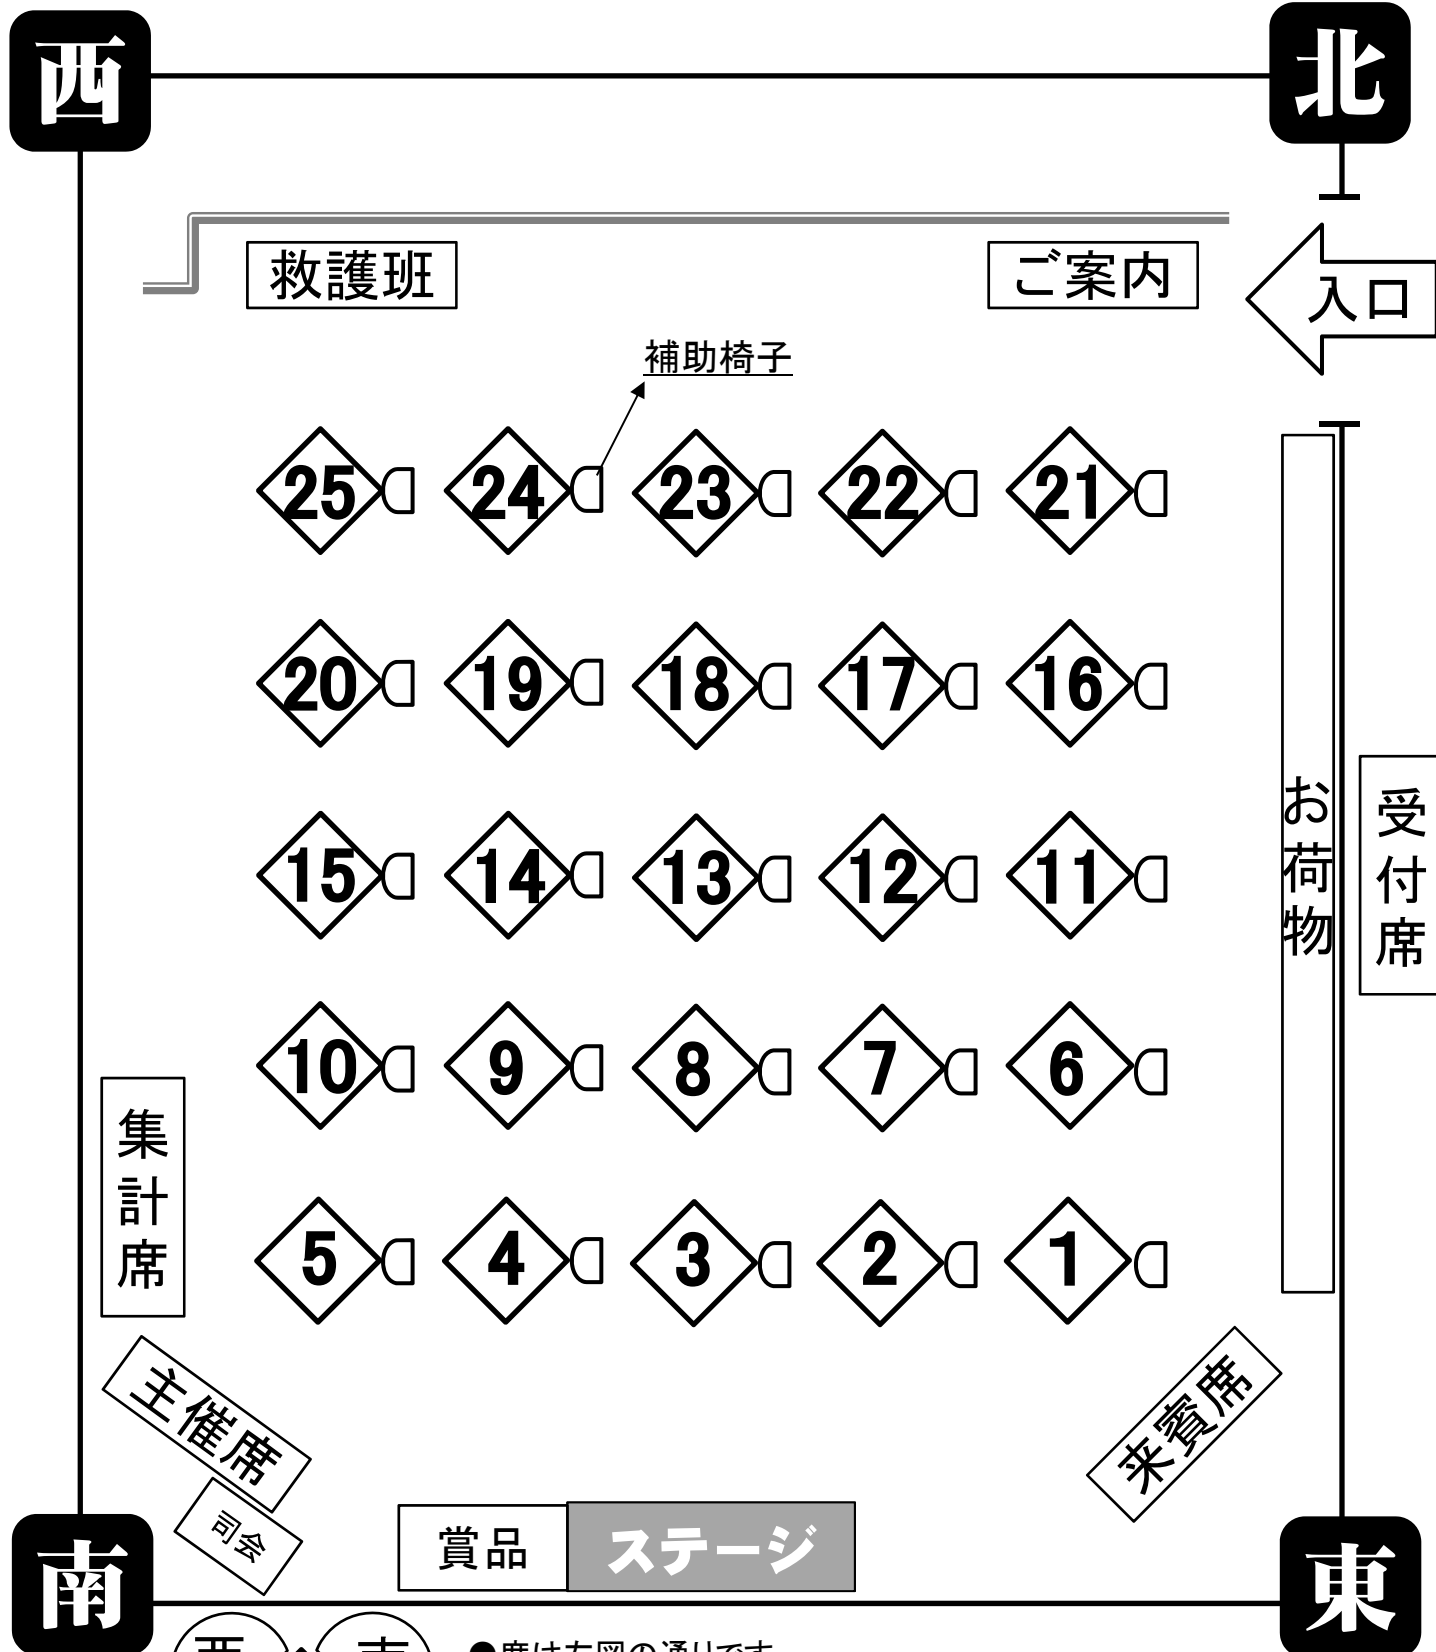 西
北
救護班
ご案内
入口
補助椅子
25 24 23 22 21
20 19 18 17 16
15 14 13 12 11
お荷物
受付席
10 9 8 7 6
集計席
5 4 3 2 1
主催席
来賓席
司会
賞品
ステージ
南
東